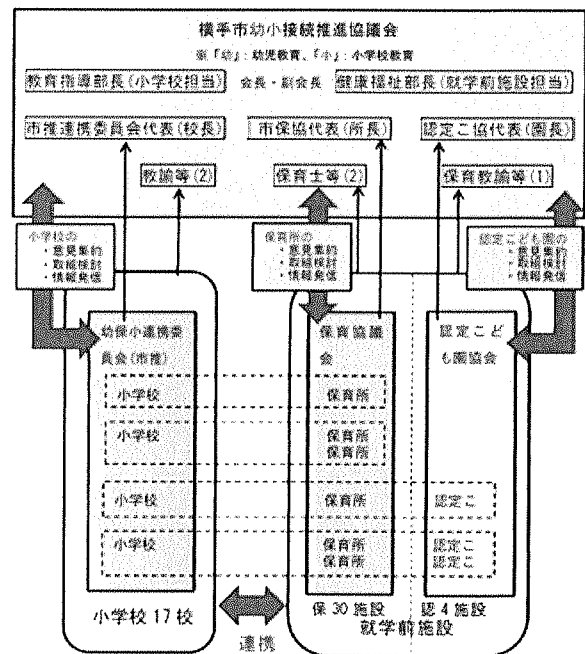 横手市幼小接続推進協議会
※「幼」：幼児教育、「小」：小学校教育
教育指導部長(小学校担当) 会長・副会長 健康福祉部長(就学前施設担当)
市推連携委員会代表(校長) 市保協代表(所長) 認定こ協代表(園長)
教諭等(2) 保育士等(2) 保育教諭等(1)
小学校の
・意見集約
・取組検討
・情報発信
保育所の
・意見集約
・取組検討
・情報発信
認定こども園の
・意見集約
・取組検討
・情報発信
幼保小連携委
員会(市推)
保育協議
会
認定こど
も園協会
小学校 保育所
小学校 保育所
保育所
小学校 保育所 認定こ
小学校 保育所 認定こ
保育所 認定こ
小学校 17 校
保 30 施設 認 4 施設
就学前施設
連携